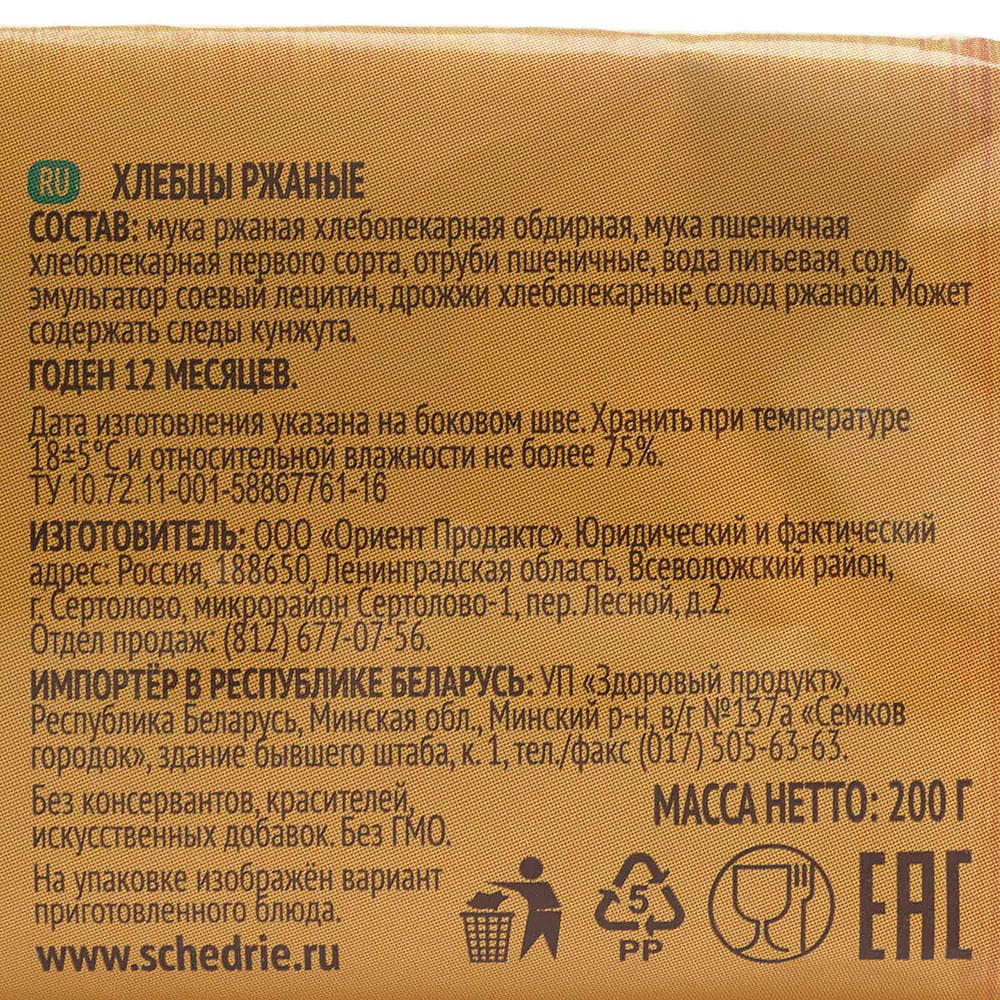 RU ХЛЕБЦЫ РЖАНЫЕ
СОСТАВ: мука ржаная хлебопекарная обдирная, мука пшеничная
хлебопекарная первого сорта, отруби пшеничные, вода питьевая, соль,
эмульгатор соевый лецитин, дрожжи хлебопекарные, солод ржаной. Может
содержать следы кунжута.
ГОДЕН 12 МЕСЯЦЕВ.
Дата изготовления указана на боковом шве. Хранить при температуре
18±5°С и относительной влажности не более 75%.
ТУ 10.72.11-001-58867761-16
ИЗГОТОВИТЕЛЬ: ООО «Ориент Продактс». Юридический и фактический
адрес: Россия, 188650, Ленинградская область, Всеволожский район,
г. Сертолово, микрорайон Сертолово-1, пер. Лесной, д.2.
Отдел продаж: (812) 677-07-56.
ИМПОРТЁР В РЕСПУБЛИКЕ БЕЛАРУСЬ: УП «Здоровый продукт»,
Республика Беларусь, Минская обл., Минский р-н, в/г №137а «Семков
городок», здание бывшего штаба, к. 1, тел./факс (017) 505-63-63.
Без консервантов, красителей,
искусственных добавок. Без ГМО.
МАССА НЕТТО: 200 Г
На упаковке изображён вариант
приготовленного блюда.
www.schedrie.ru
5
PP
EAC